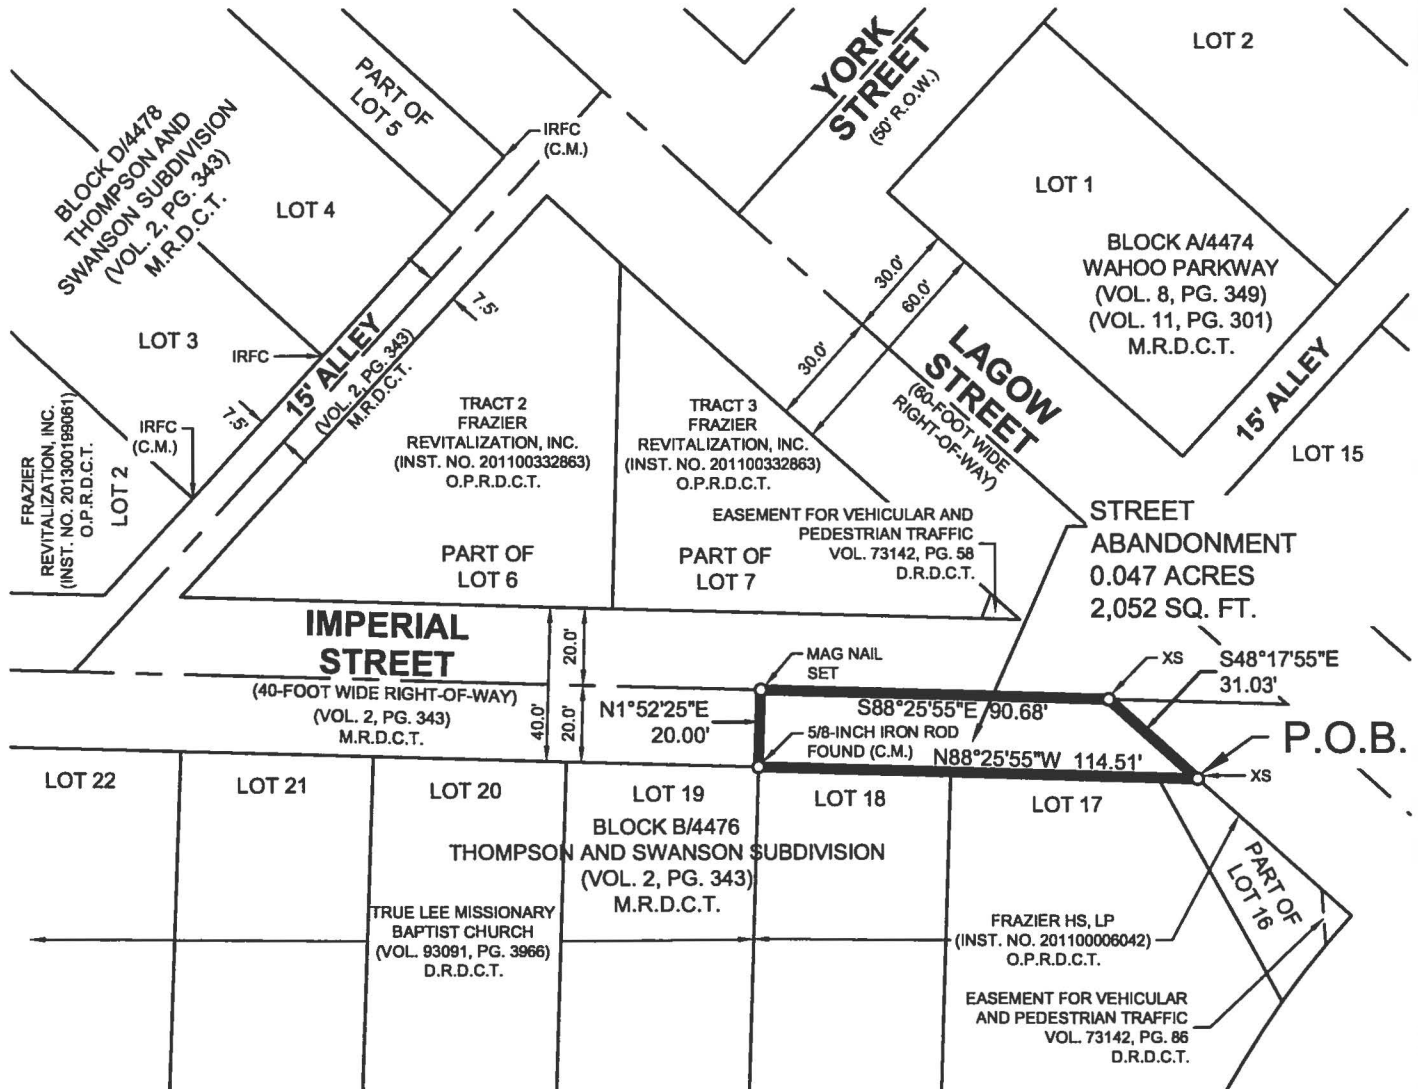 LOT 2
YORK
STREET
(50' R.O.W.)
PART OF
LOT 5
IRFC
(C.M.)
BLOCK D/4478
THOMPSON AND
SWANSON SUBDIVISION
(VOL. 2, PG. 343)
M.R.D.C.T.
LOT 4
LOT 1
BLOCK A/4474
WAHOO PARKWAY
(VOL. 8, PG. 349)
(VOL. 11, PG. 301)
M.R.D.C.T.
30.0'
60.0'
30.0'
7.5'
LOT 3
IRFC
15' ALLEY
(VOL. 2, PG. 343)
M.R.D.C.T.
LAGOW
STREET
(60-FOOT WIDE
RIGHT-OF-WAY)
15' ALLEY
LOT 15
7.5'
IRFC
(C.M.)
FRAZIER
REVITALIZATION, INC.
(INST. NO. 201300199061)
O.P.R.D.C.T.
LOT 2
TRACT 2
FRAZIER
REVITALIZATION, INC.
(INST. NO. 201100332863)
O.P.R.D.C.T.
TRACT 3
FRAZIER
REVITALIZATION, INC.
(INST. NO. 201100332863)
O.P.R.D.C.T.
EASEMENT FOR VEHICULAR AND
PEDESTRIAN TRAFFIC
VOL. 73142, PG. 58
D.R.D.C.T.
STREET
ABANDONMENT
0.047 ACRES
2,052 SQ. FT.
PART OF
LOT 6
PART OF
LOT 7
IMPERIAL
STREET
(40-FOOT WIDE RIGHT-OF-WAY)
(VOL. 2, PG. 343)
M.R.D.C.T.
40.0'
20.0'
20.0'
MAG NAIL
SET
XS
S48°17'55"E
31.03'
N1°52'25"E
20.00'
S88°25'55"E 90.68'
5/8-INCH IRON ROD
FOUND (C.M.)
N88°25'55"W 114.51'
P.O.B.
XS
LOT 22
LOT 21
LOT 20
LOT 19
LOT 18
LOT 17
BLOCK B/4476
THOMPSON AND SWANSON SUBDIVISION
(VOL. 2, PG. 343)
M.R.D.C.T.
PART OF
LOT 16
TRUE LEE MISSIONARY
BAPTIST CHURCH
(VOL. 93091, PG. 3966)
D.R.D.C.T.
FRAZIER HS, LP
(INST. NO. 201100006042)
O.P.R.D.C.T.
EASEMENT FOR VEHICULAR
AND PEDESTRIAN TRAFFIC
VOL. 73142, PG. 86
D.R.D.C.T.